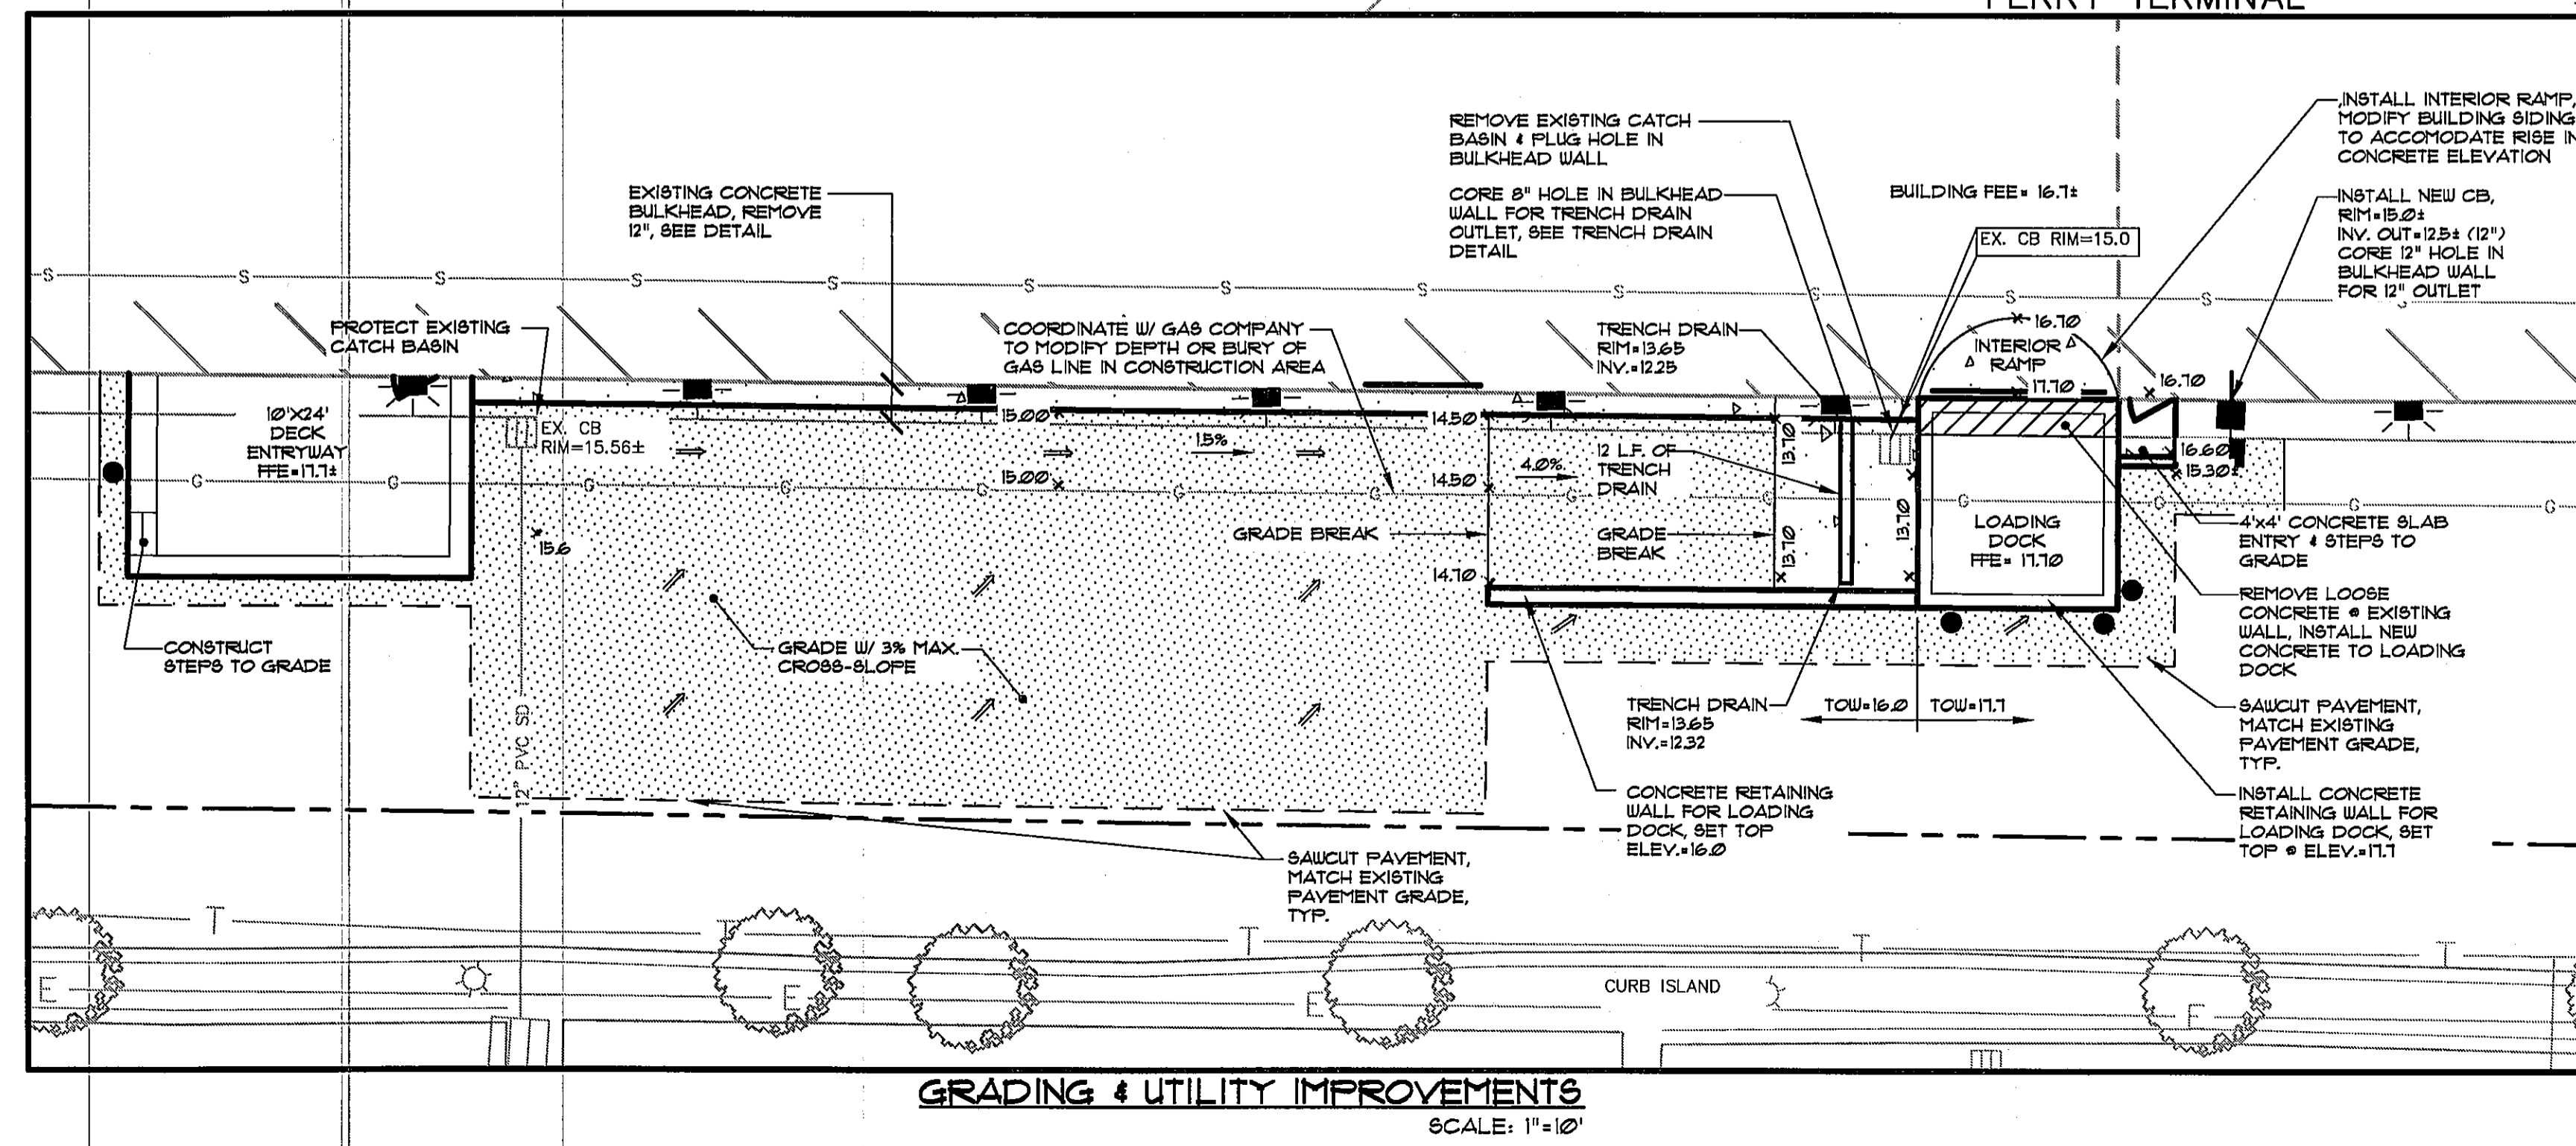 FERRY TERMINAL
REMOVE EXISTING CATCH
BASIN & PLUG HOLE IN
BULKHEAD WALL
INSTALL INTERIOR RAMP,
MODIFY BUILDING SIDING
TO ACCOMODATE RISE IN
CONCRETE ELEVATION
EXISTING CONCRETE
BULKHEAD, REMOVE
12", SEE DETAIL
CORE 8" HOLE IN BULKHEAD
WALL FOR TRENCH DRAIN
OUTLET, SEE TRENCH DRAIN
DETAIL
BUILDING FEE= 16.7±
EX. CB RIM=15.0
INSTALL NEW CB,
RIM=15.0±
INV. OUT=12.5± (12")
CORE 12" HOLE IN
BULKHEAD WALL
FOR 12" OUTLET
S S S S S S S S S S S S
PROTECT EXISTING
CATCH BASIN
COORDINATE W/ GAS COMPANY
TO MODIFY DEPTH OR BURY OF
GAS LINE IN CONSTRUCTION AREA
TRENCH DRAIN
RIM=13.65
INV.=12.25
16.70
INTERIOR
RAMP
17.70
16.70
10'X24'
DECK
ENTRYWAY
FFE=17.7±
EX. CB
RIM=15.56±
15.00
1.5%
15.00
14.50
14.50
4.0%
12 L.F. OF
TRENCH
DRAIN
13.70
13.70
13.70
16.60
15.30±
G G G G G G G G G G G G
15.6
GRADE BREAK
GRADE
BREAK
14.70
LOADING
DOCK
FFE= 17.70
4'x4' CONCRETE SLAB
ENTRY & STEPS TO
GRADE
CONSTRUCT
STEPS TO GRADE
GRADE W/ 3% MAX.
CROSS-SLOPE
REMOVE LOOSE
CONCRETE @ EXISTING
WALL, INSTALL NEW
CONCRETE TO LOADING
DOCK
12" PVC SD
TRENCH DRAIN
RIM=13.65
INV.=12.32
TOW=16.0
TOW=17.7
SAWCUT PAVEMENT,
MATCH EXISTING
PAVEMENT GRADE,
TYP.
CONCRETE RETAINING
WALL FOR LOADING
DOCK, SET TOP
ELEV.=16.0
INSTALL CONCRETE
RETAINING WALL FOR
LOADING DOCK, SET
TOP @ ELEV.=17.7
SAWCUT PAVEMENT,
MATCH EXISTING
PAVEMENT GRADE,
TYP.
T T T T T
E E E E
CURB ISLAND
GRADING & UTILITY IMPROVEMENTS
SCALE: 1"=10'